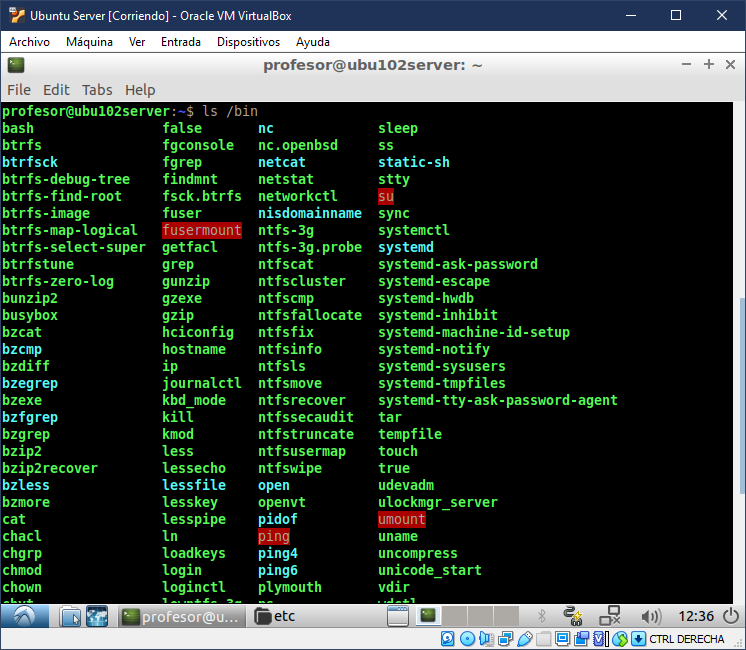 Ubuntu Server [Corriendo] - Oracle VM VirtualBox
Archivo Máquina Ver Entrada Dispositivos Ayuda
profesor@ubu102server: ~
File Edit Tabs Help
profesor@ubu102server:~$ ls /bin
bash false nc sleep
btrfs fgconsole nc.openbsd ss
btrfsck fgrep netcat static-sh
btrfs-debug-tree findmnt netstat stty
btrfs-find-root fsck.btrfs networkctl su
btrfs-image fuser nisdomainname sync
btrfs-map-logical fusermount ntfs-3g systemctl
btrfs-select-super getfacl ntfs-3g.probe systemd
btrfstune grep ntfscat systemd-ask-password
btrfs-zero-log gunzip ntfscluster systemd-escape
bunzip2 gzexe ntfscmp systemd-hwdb
busybox gzip ntfsfallocate systemd-inhibit
bzcat hciconfig ntfsfix systemd-machine-id-setup
bzcmp hostname ntfsinfo systemd-notify
bzdiff ip ntfsls systemd-sysusers
bzegrep journalctl ntfsmove systemd-tmpfiles
bzexe kbd_mode ntfsrecover systemd-tty-ask-password-agent
bzfgrep kill ntfssecaudit tar
bzgrep kmod ntfstruncate tempfile
bzip2 less ntfsusermap touch
bzip2recover lessecho ntfswipe true
bzless lessfile open udevadm
bzmore lesskey openvt ulockmgr_server
cat lesspipe pidof umount
chacl ln ping uname
chgrp loadkeys ping4 uncompress
chmod login ping6 unicode_start
chown loginctl plymouth vdir
profesor@u... etc 12:36
CTRL DERECHA